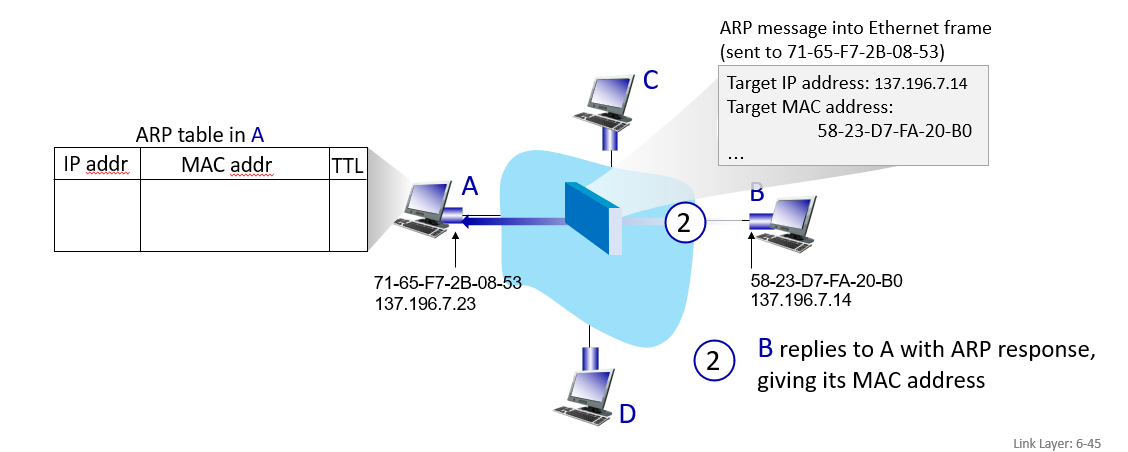 ARP message into Ethernet frame
(sent to 71-65-F7-2B-08-53)
Target IP address: 137.196.7.14
Target MAC address:
58-23-D7-FA-20-B0
...
C
ARP table in A
IP addr MAC addr TTL
A
B
2
71-65-F7-2B-08-53
137.196.7.23
58-23-D7-FA-20-B0
137.196.7.14
2 B replies to A with ARP response,
giving its MAC address
D
Link Layer: 6-45